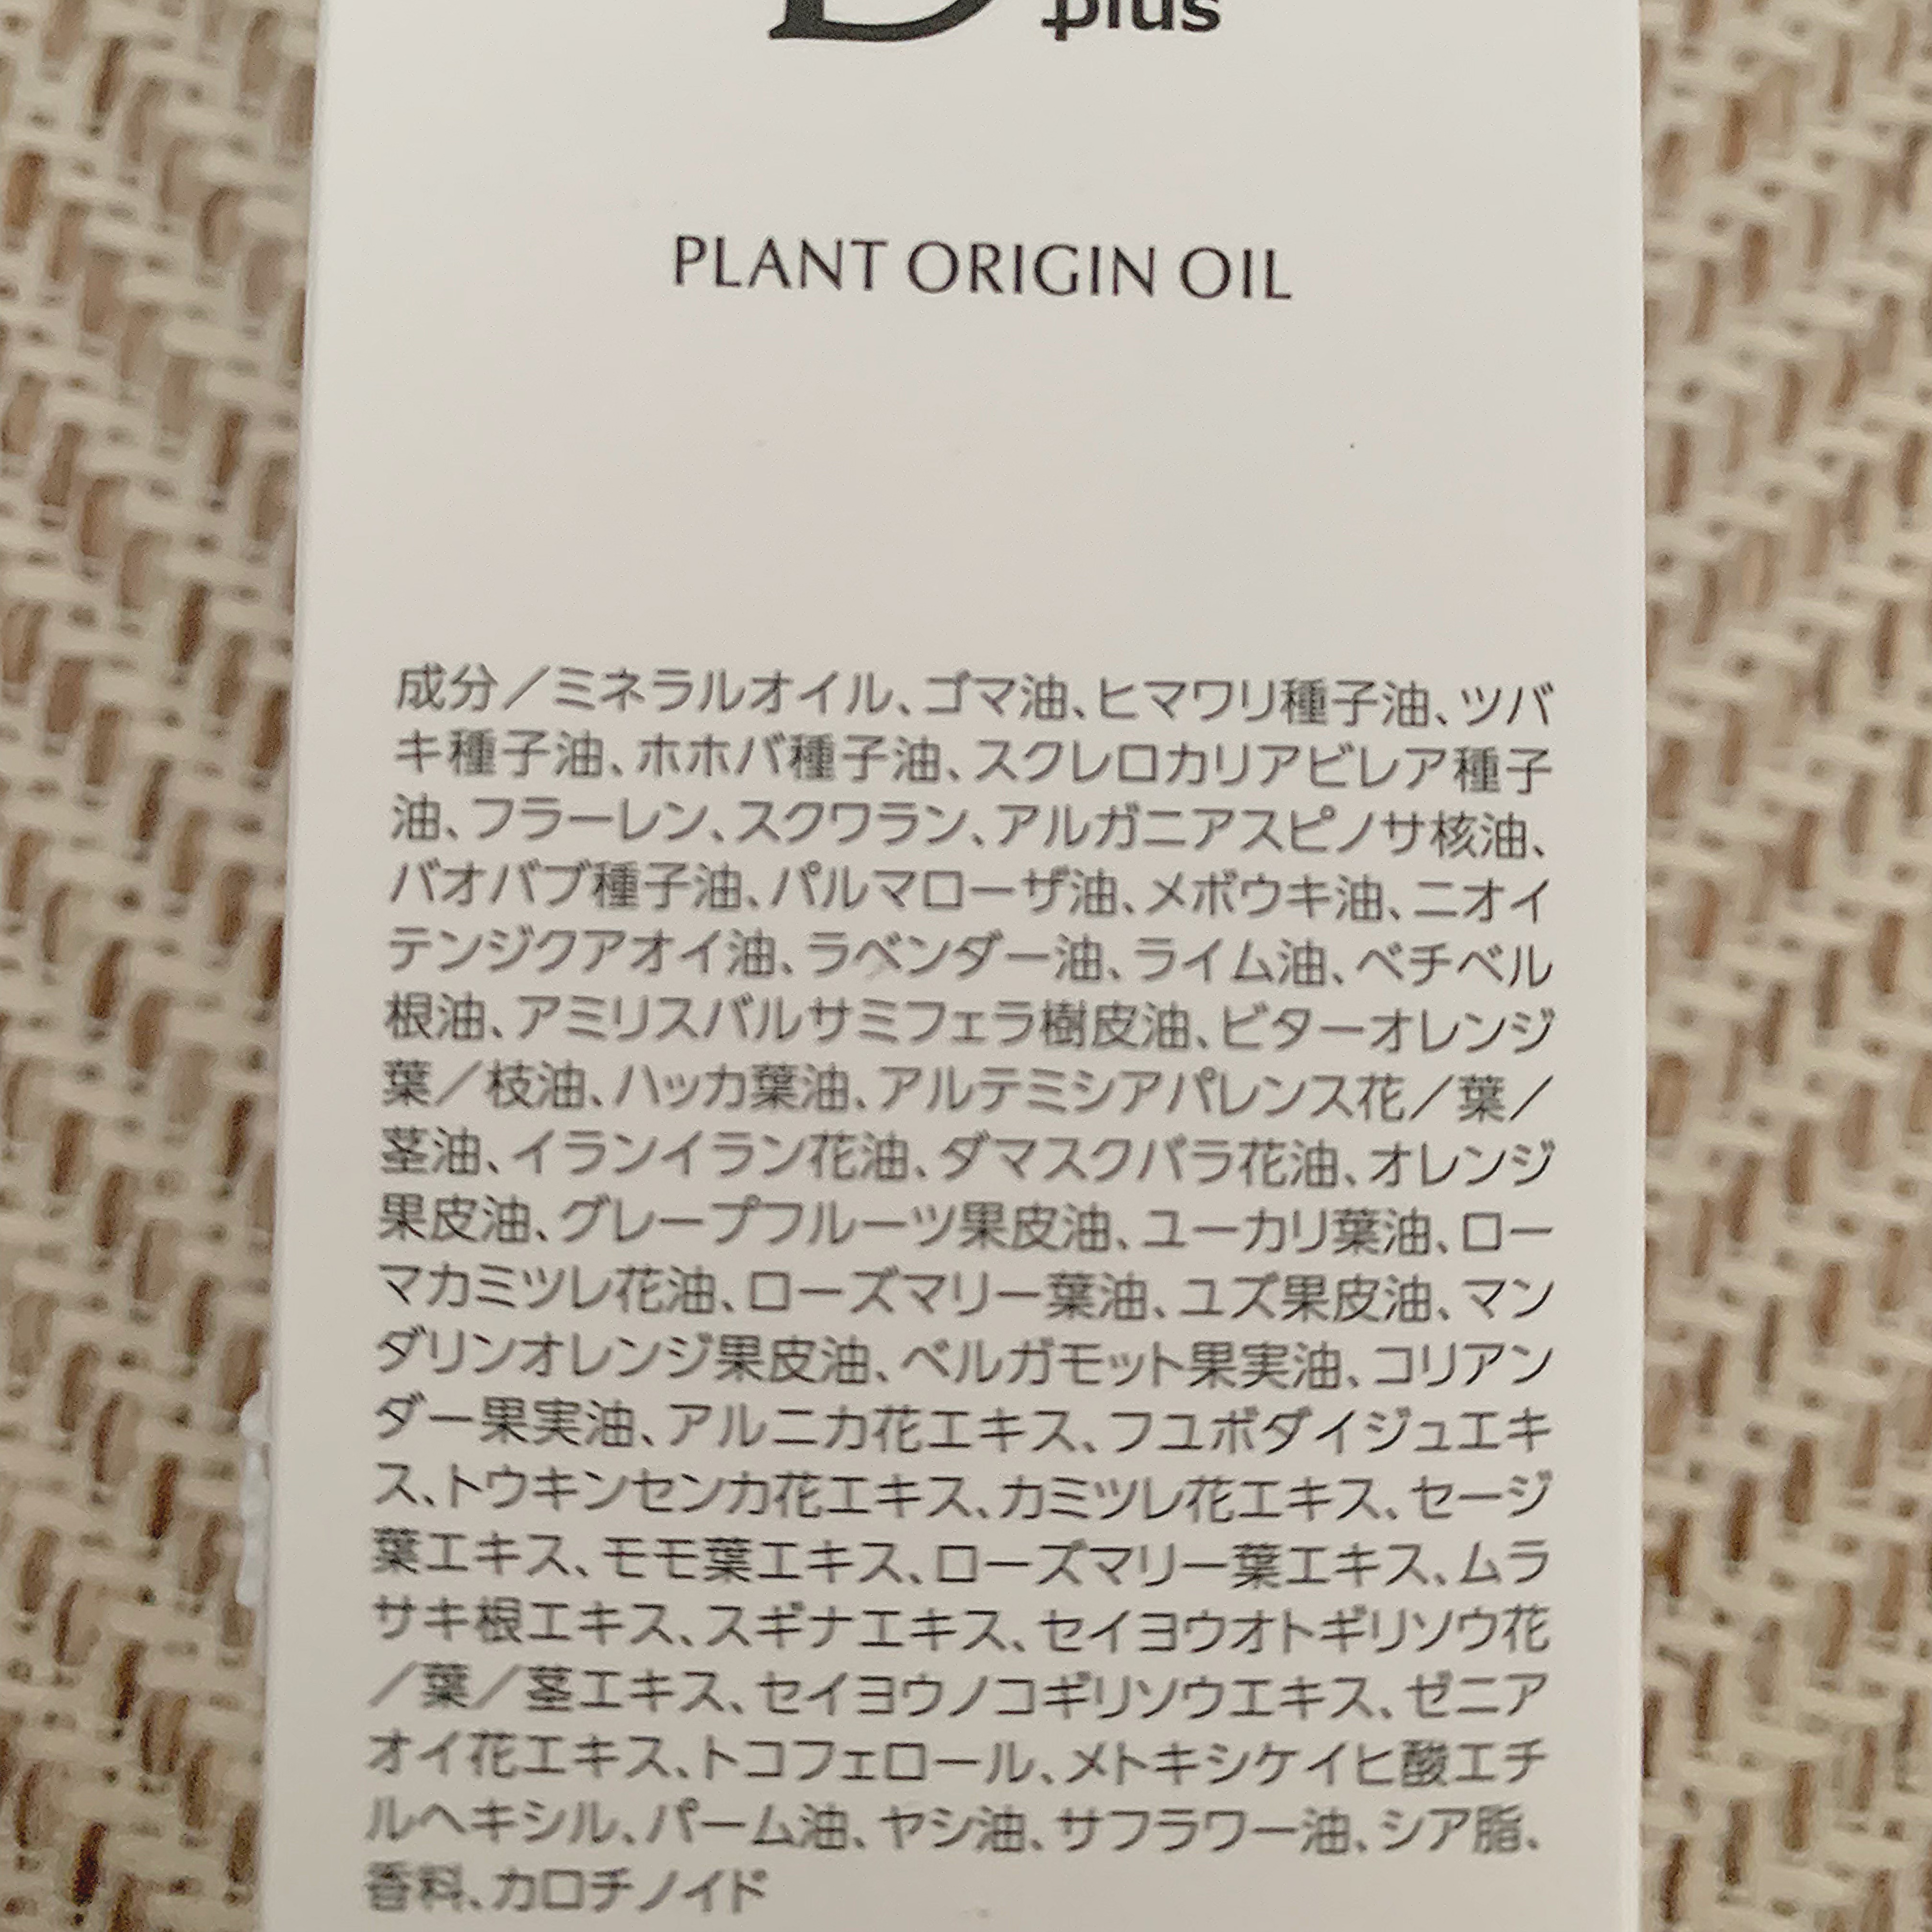 plus
PLANT ORIGIN OIL
成分／ミネラルオイル、ゴマ油、ヒマワリ種子油、ツバ
キ種子油、ホホバ種子油、スクレロカリアビレア種子
油、フラーレン、スクワラン、アルガニアスピノサ核油、
バオバブ種子油、パルマローザ油、メボウキ油、ニオイ
テンジクアオイ油、ラベンダー油、ライム油、ベチベル
根油、アミリスバルサミフェラ樹皮油、ビターオレンジ
葉／枝油、ハッカ葉油、アルテミシアパレンス花／葉／
茎油、イランイラン花油、ダマスクバラ花油、オレンジ
果皮油、グレープフルーツ果皮油、ユーカリ葉油、ロー
マカミツレ花油、ローズマリー葉油、ユズ果皮油、マン
ダリンオレンジ果皮油、ベルガモット果実油、コリアン
ダー果実油、アルニカ花エキス、フユボダイジュエキ
ス、トウキンセンカ花エキス、カミツレ花エキス、セージ
葉エキス、モモ葉エキス、ローズマリー葉エキス、ムラ
サキ根エキス、スギナエキス、セイヨウオトギリソウ花
／葉／茎エキス、セイヨウノコギリソウエキス、ゼニア
オイ花エキス、トコフェロール、メトキシケイヒ酸エチ
ルヘキシル、パーム油、ヤシ油、サフラワー油、シア脂、
香料、カロチノイド